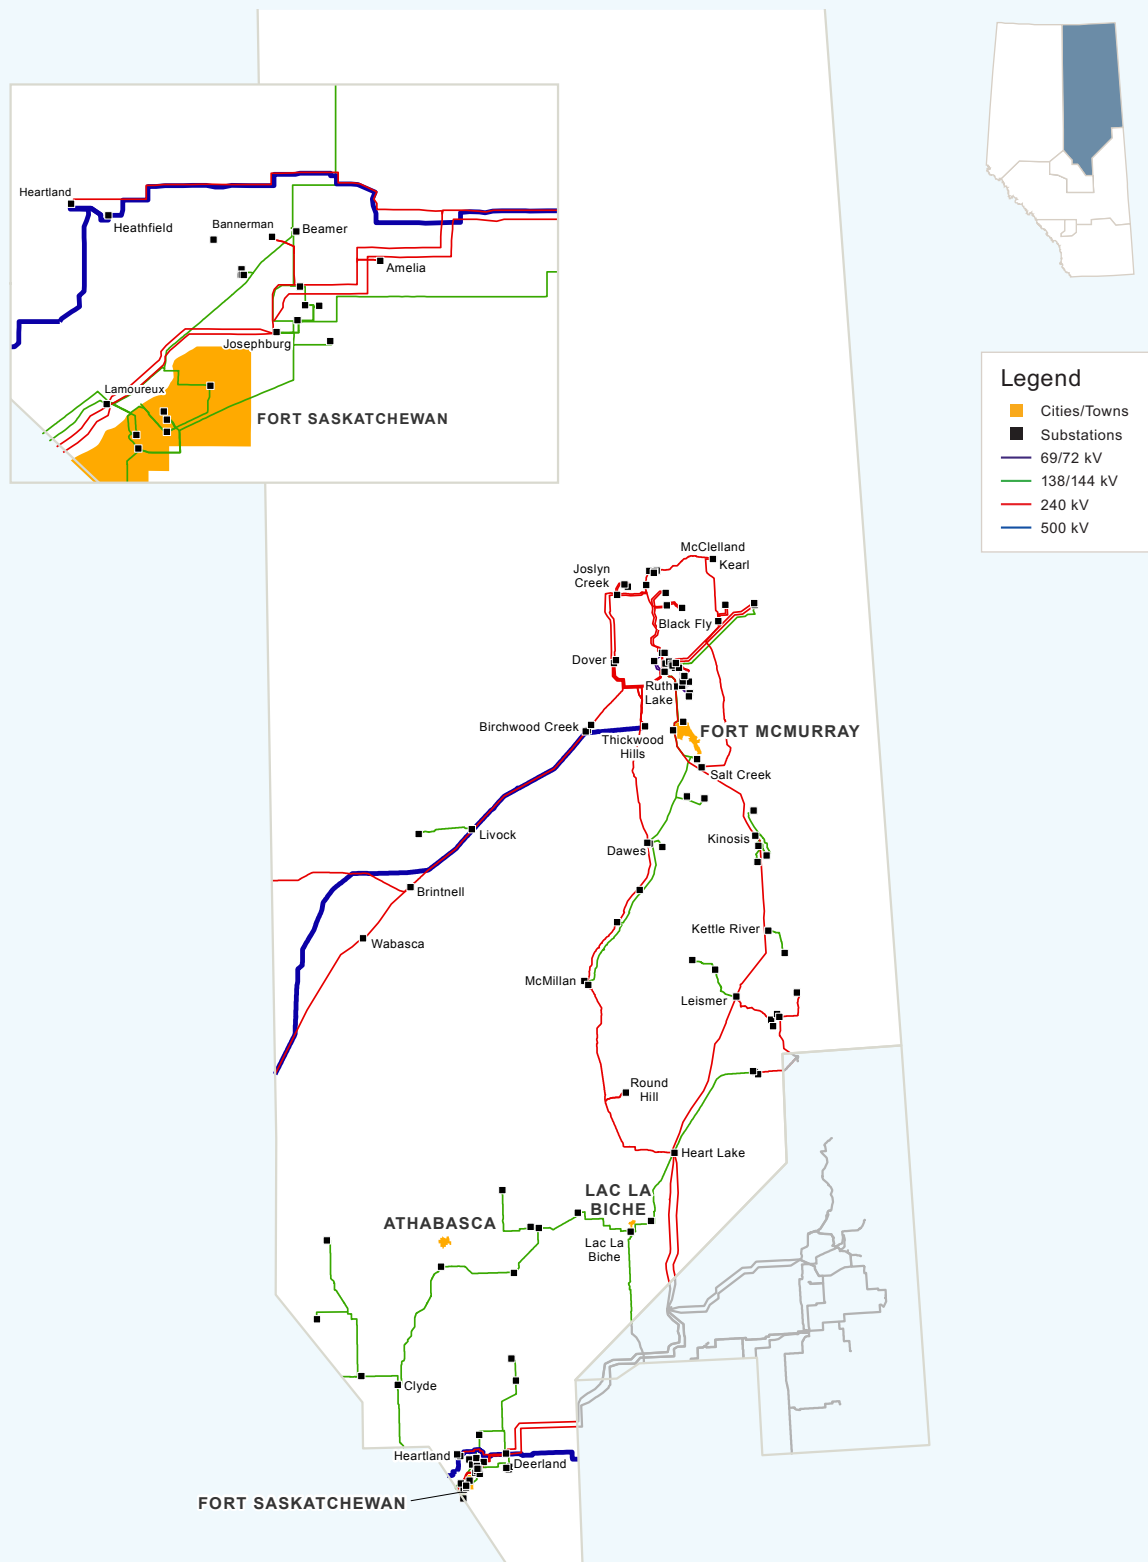 Heartland
Heathfield
Bannerman
Beamer
Amelia
Josephburg
Lamoureux
FORT SASKATCHEWAN
Legend
Cities/Towns
Substations
69/72 kV
138/144 kV
240 kV
500 kV
McClelland
Kearl
Joslyn
Creek
Black Fly
Dover
Ruth
Lake
Birchwood Creek
Thickwood
Hills
FORT MCMURRAY
Salt Creek
Livock
Kinosis
Dawes
Brintnell
Kettle River
Wabasca
McMillan
Leismer
Round
Hill
Heart Lake
LAC LA
BICHE
ATHABASCA
Lac La
Biche
Clyde
Heartland
Deerland
FORT SASKATCHEWAN